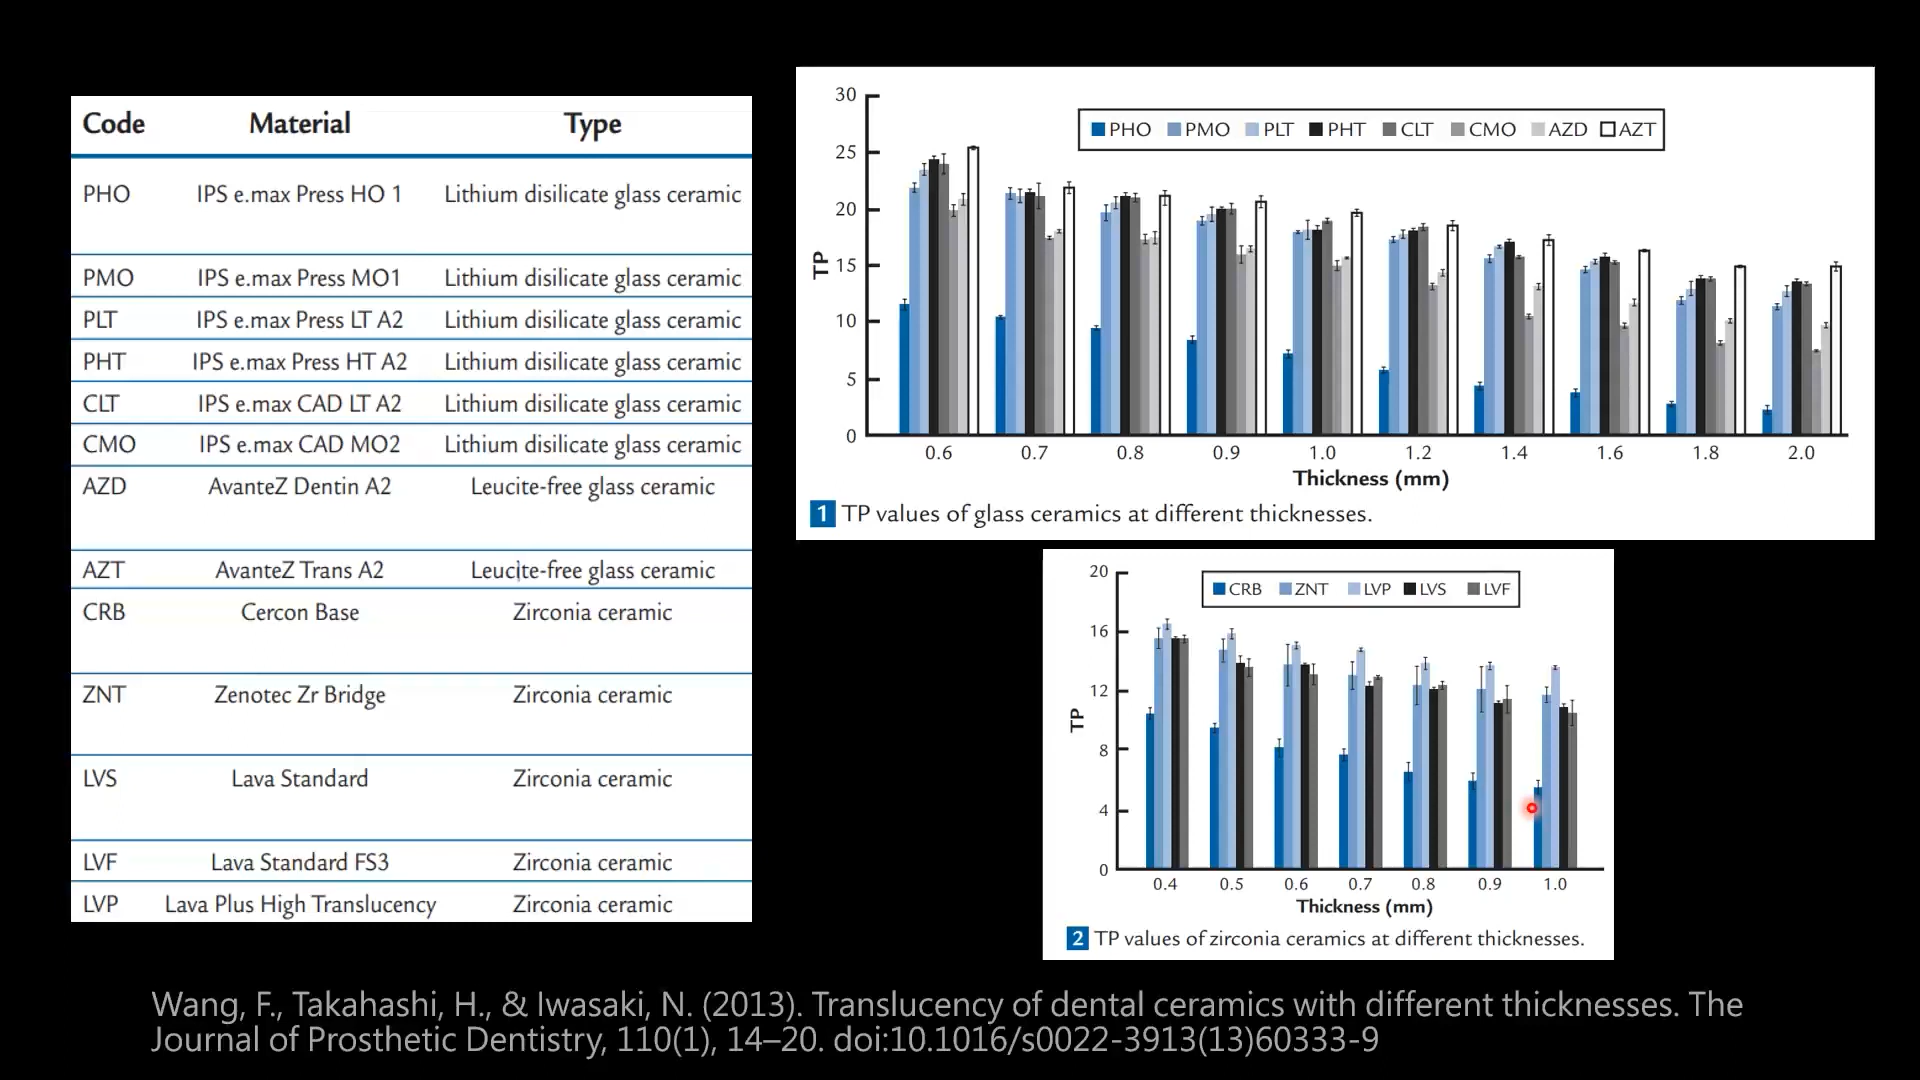 Code Material Type
PHO IPS e.max Press HO 1 Lithium disilicate glass ceramic
PMO IPS e.max Press MO1 Lithium disilicate glass ceramic
PLT IPS e.max Press LT A2 Lithium disilicate glass ceramic
PHT IPS e.max Press HT A2 Lithium disilicate glass ceramic
CLT IPS e.max CAD LT A2 Lithium disilicate glass ceramic
CMO IPS e.max CAD MO2 Lithium disilicate glass ceramic
AZD AvanteZ Dentin A2 Leucite-free glass ceramic
AZT AvanteZ Trans A2 Leucite-free glass ceramic
CRB Cercon Base Zirconia ceramic
ZNT Zenotec Zr Bridge Zirconia ceramic
LVS Lava Standard Zirconia ceramic
LVF Lava Standard FS3 Zirconia ceramic
LVP Lava Plus High Translucency Zirconia ceramic
30
25
20
15
10
5
0
TP
PHO PMO PLT PHT CLT CMO AZD AZT
0.6 0.7 0.8 0.9 1.0 1.2 1.4 1.6 1.8 2.0
Thickness (mm)
1 TP values of glass ceramics at different thicknesses.
20
16
12
8
4
0
TP
CRB ZNT LVP LVS LVF
0.4 0.5 0.6 0.7 0.8 0.9 1.0
Thickness (mm)
2 TP values of zirconia ceramics at different thicknesses.
Wang, F., Takahashi, H., & Iwasaki, N. (2013). Translucency of dental ceramics with different thicknesses. The
Journal of Prosthetic Dentistry, 110(1), 14–20. doi:10.1016/s0022-3913(13)60333-9